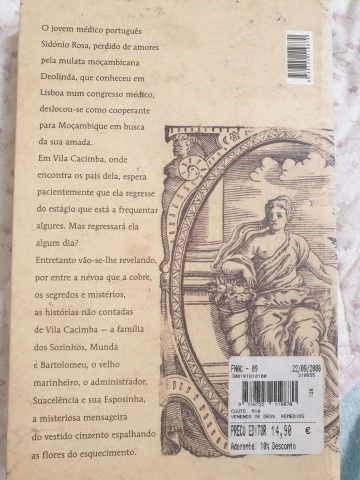 O jovem médico português
Sidónio Rosa, perdido de amores
pela mulata moçambicana
Deolinda, que conheceu em
Lisboa num congresso médico,
deslocou-se como cooperante
para Moçambique em busca
da sua amada.
Em Vila Cacimba, onde
encontra os pais dela, espera
pacientemente que ela regresse
do estágio que está a frequentar
algures. Mas regressará ela
algum dia?
Entretanto vão-se-lhe revelando,
por entre a névoa que a cobre,
os segredos e mistérios,
as histórias não contadas
de Vila Cacimba — a família
dos Sozinhos, Munda
e Bartolomeu, o velho
marinheiro, o administrador,
Suacelência e sua Esposinha,
a misteriosa mensageira
do vestido cinzento espalhando
as flores do esquecimento.
FNAC - 09 22/09/2008
COUTO, MIA
VENENOS DE DEUS, REMEDIOS
PRECO EDITOR 14,90 €
Aderente: 10% Desconto